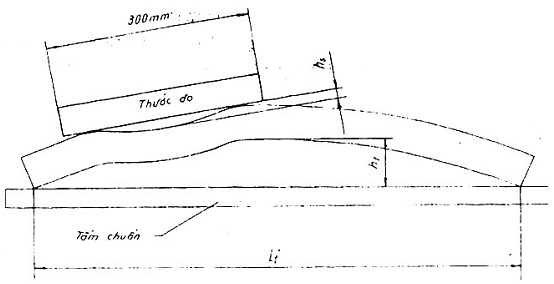 300mm
Thước đo
hs
h1
Tấm chuẩn
l1